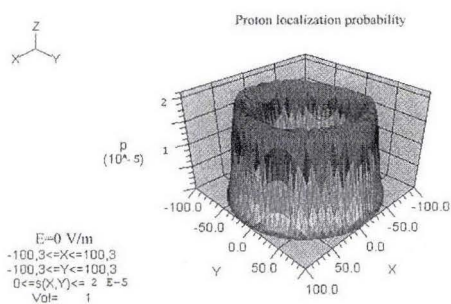 Proton localization probability
Z
X Y
2
1
p
(10^-5)
-100.0
-50.0
0.0
50.0
100.0
Y
-100.0
-50.0
0.0
50.0
X
E=0 V/m
-100,3<=X<=100,3
-100,3<=Y<=100,3
0<=s(X,Y)<= 2 E-5
Vol= 1